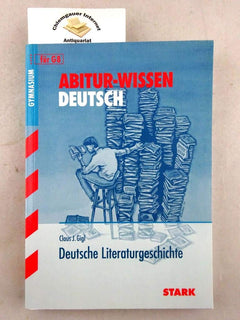 Chiemgauer Internet
Antiquariat
GYMNASIUM
für G8
ABITUR-WISSEN
DEUTSCH
Claus J. Gigl
Deutsche Literaturgeschichte
STARK